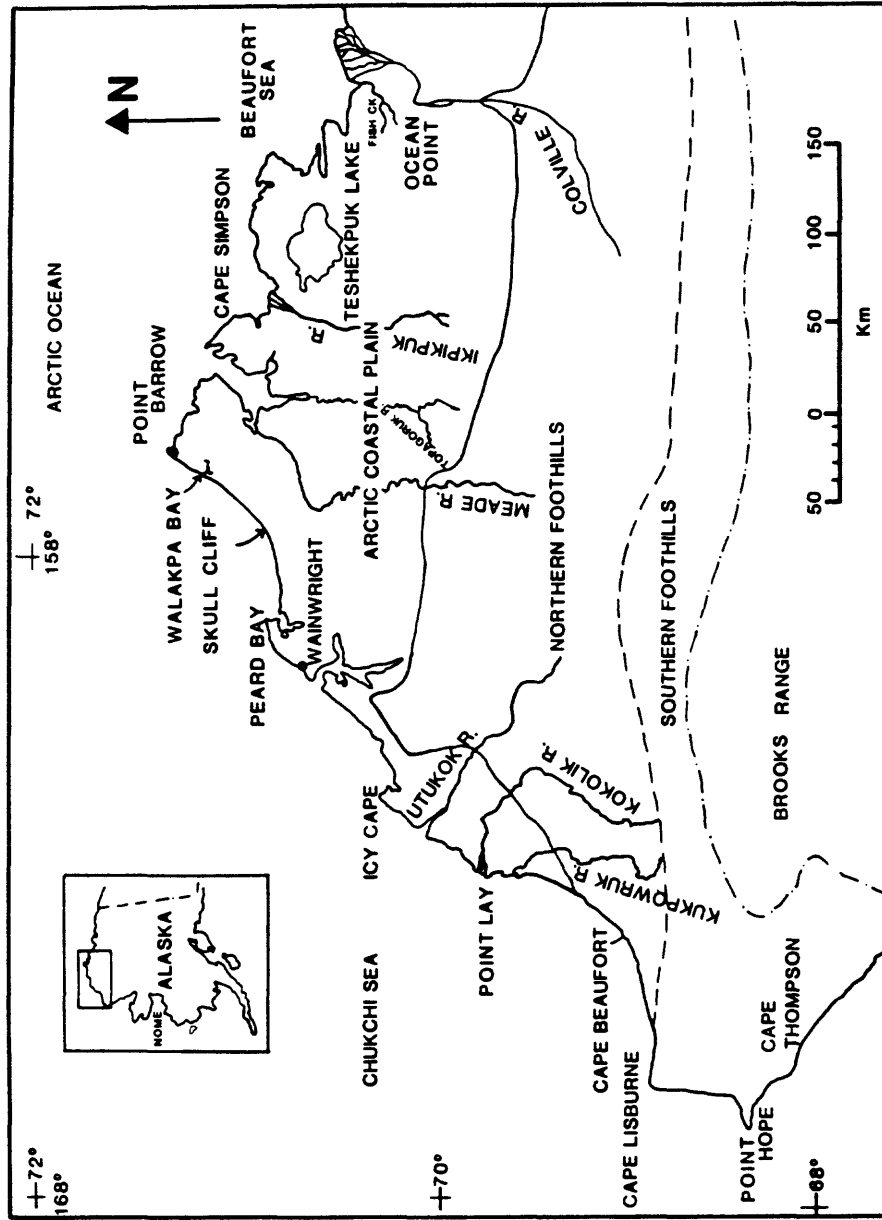 72°
168°
72°
158°
ARCTIC OCEAN
N
BEAUFORT
SEA
POINT
BARROW
CAPE SIMPSON
WALAKPA BAY
SKULL CLIFF
PEARD BAY
WAINWRIGHT
TESHEKPUK LAKE
FISH CK
OCEAN
POINT
ARCTIC COASTAL PLAIN
R.
IKPIKPUK
TOPAGORUK R.
MEADE R.
COLVILLE R.
ALASKA
NOME
CHUKCHI SEA
ICY CAPE
UTUKOK R.
NORTHERN FOOTHILLS
70°
POINT LAY
KOKOLIK R.
KUKPOWRUK R.
CAPE BEAUFORT
CAPE LISBURNE
SOUTHERN FOOTHILLS
BROOKS RANGE
POINT
HOPE
CAPE
THOMPSON
68°
50 0 50 100 150
Km